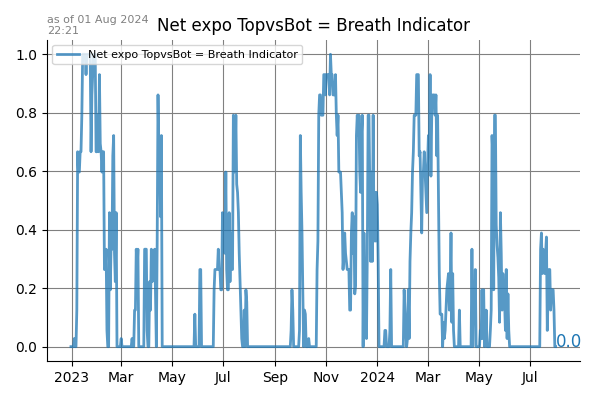 as of 01 Aug 2024
22:21
Net expo TopvsBot = Breath Indicator
Net expo TopvsBot = Breath Indicator
1.0
0.8
0.6
0.4
0.2
0.0
0.0
2023 Mar May Jul Sep Nov 2024 Mar May Jul